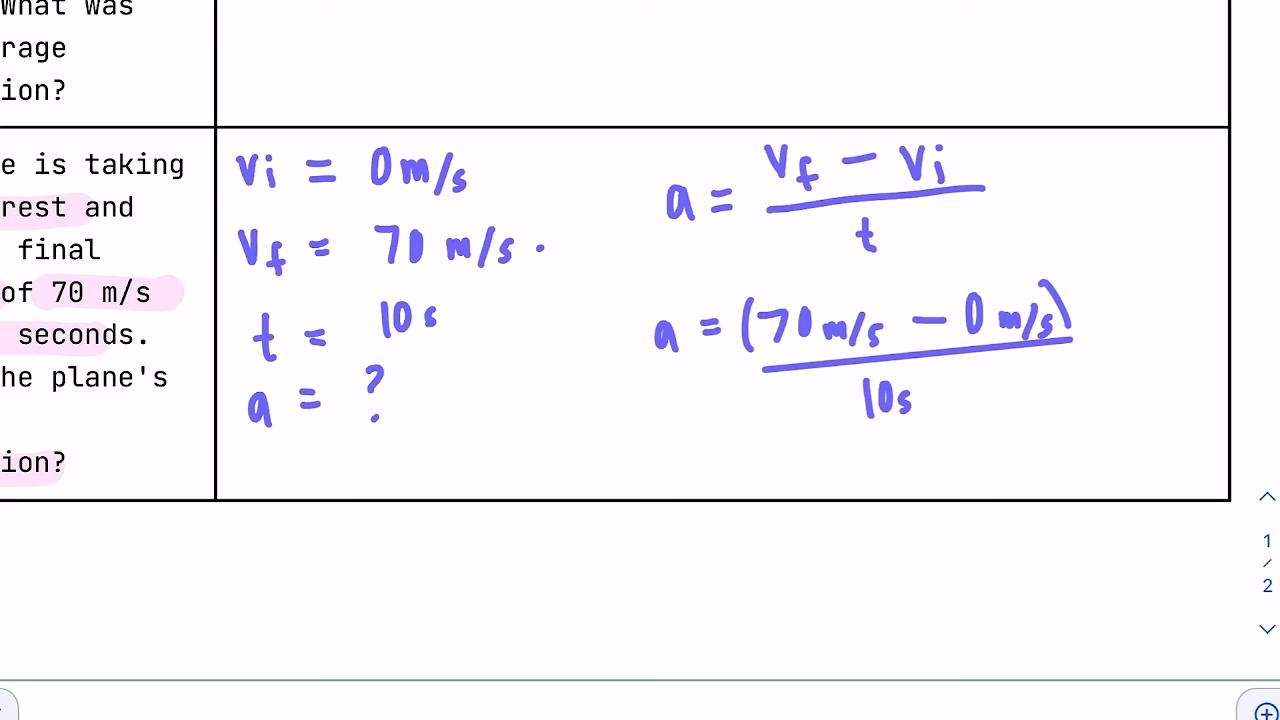 What was
rage
ion?
e is taking
rest and
final
of 70 m/s
seconds.
he plane's
ion?
vi = 0 m/s
vf = 70 m/s .
t = 10 s
a = ?
a = vf - vi
t
a = (70 m/s - 0 m/s)
10s
1
/
2